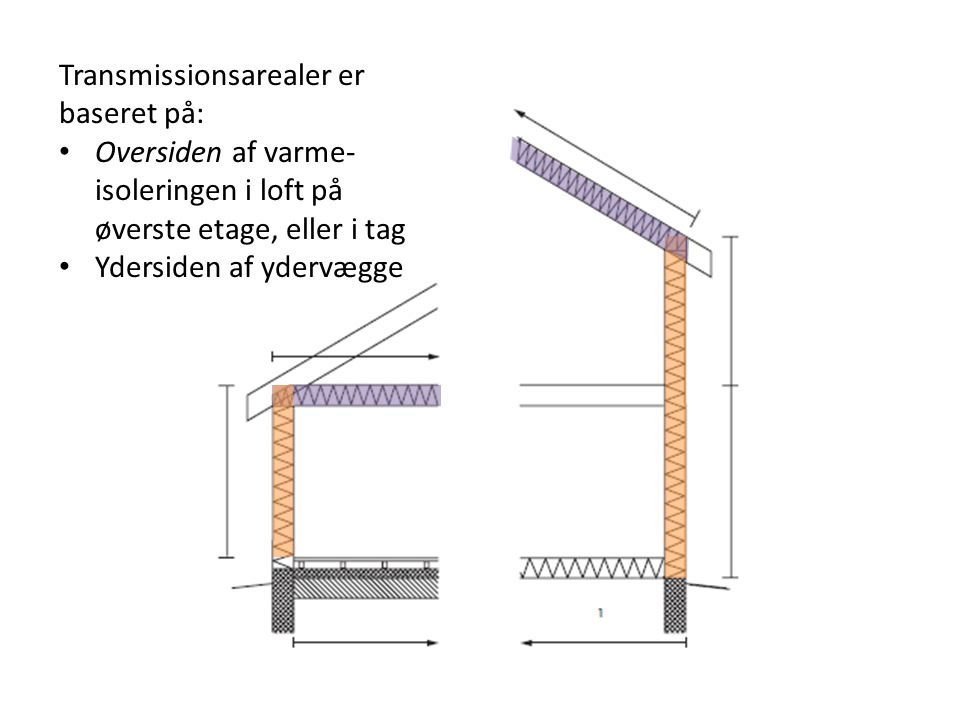 Transmissionsarealer er
baseret på:
• Oversiden af varme-
isoleringen i loft på
øverste etage, eller i tag
• Ydersiden af ydervægge
1